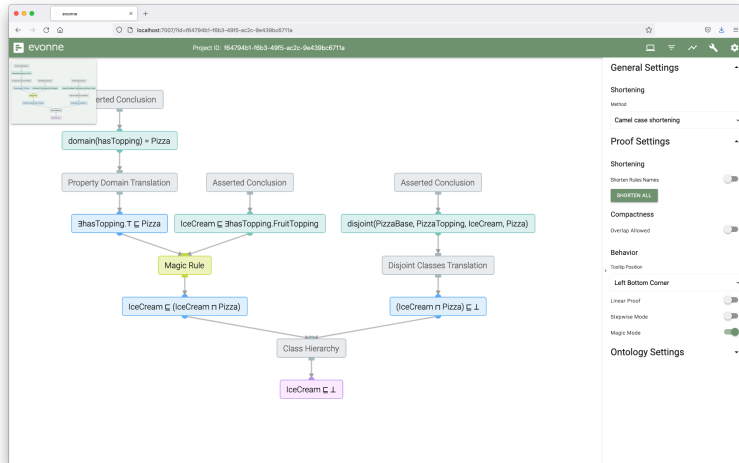 evonne
localhost:7007/?id=f64794b1-f6b3-49f5-ac2c-9e439bc6711a
evonne
Project ID: f64794b1-f6b3-49f5-ac2c-9e439bc6711a
General Settings
Shortening
Method
Camel case shortening
Proof Settings
Shortening
Shorten Rules Names
SHORTEN ALL
Compactness
Overlap Allowed
Behavior
Tooltip Position
Left Bottom Corner
Linear Proof
Stepwise Mode
Magic Mode
Ontology Settings
erted Conclusion
domain(hasTopping) = Pizza
Property Domain Translation
Asserted Conclusion
Asserted Conclusion
∃hasTopping.⊤ ⊑ Pizza
IceCream ⊑ ∃hasTopping.FruitTopping
disjoint(PizzaBase, PizzaTopping, IceCream, Pizza)
Magic Rule
Disjoint Classes Translation
IceCream ⊑ (IceCream ⊓ Pizza)
(IceCream ⊓ Pizza) ⊑ ⊥
Class Hierarchy
IceCream ⊑ ⊥